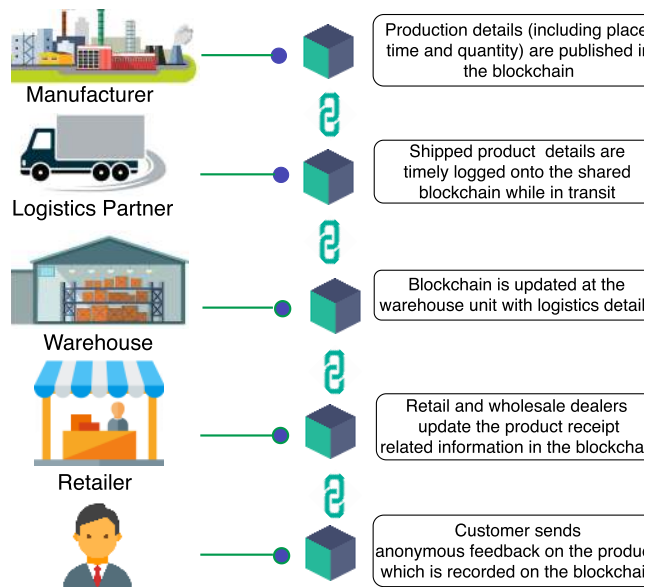 Production details (including place
time and quantity) are published in
the blockchain
Manufacturer
Shipped product details are
timely logged onto the shared
blockchain while in transit
Logistics Partner
Blockchain is updated at the
warehouse unit with logistics detail
Warehouse
Retail and wholesale dealers
update the product receipt
related information in the blockcha
Retailer
Customer sends
anonymous feedback on the produc
which is recorded on the blockchai